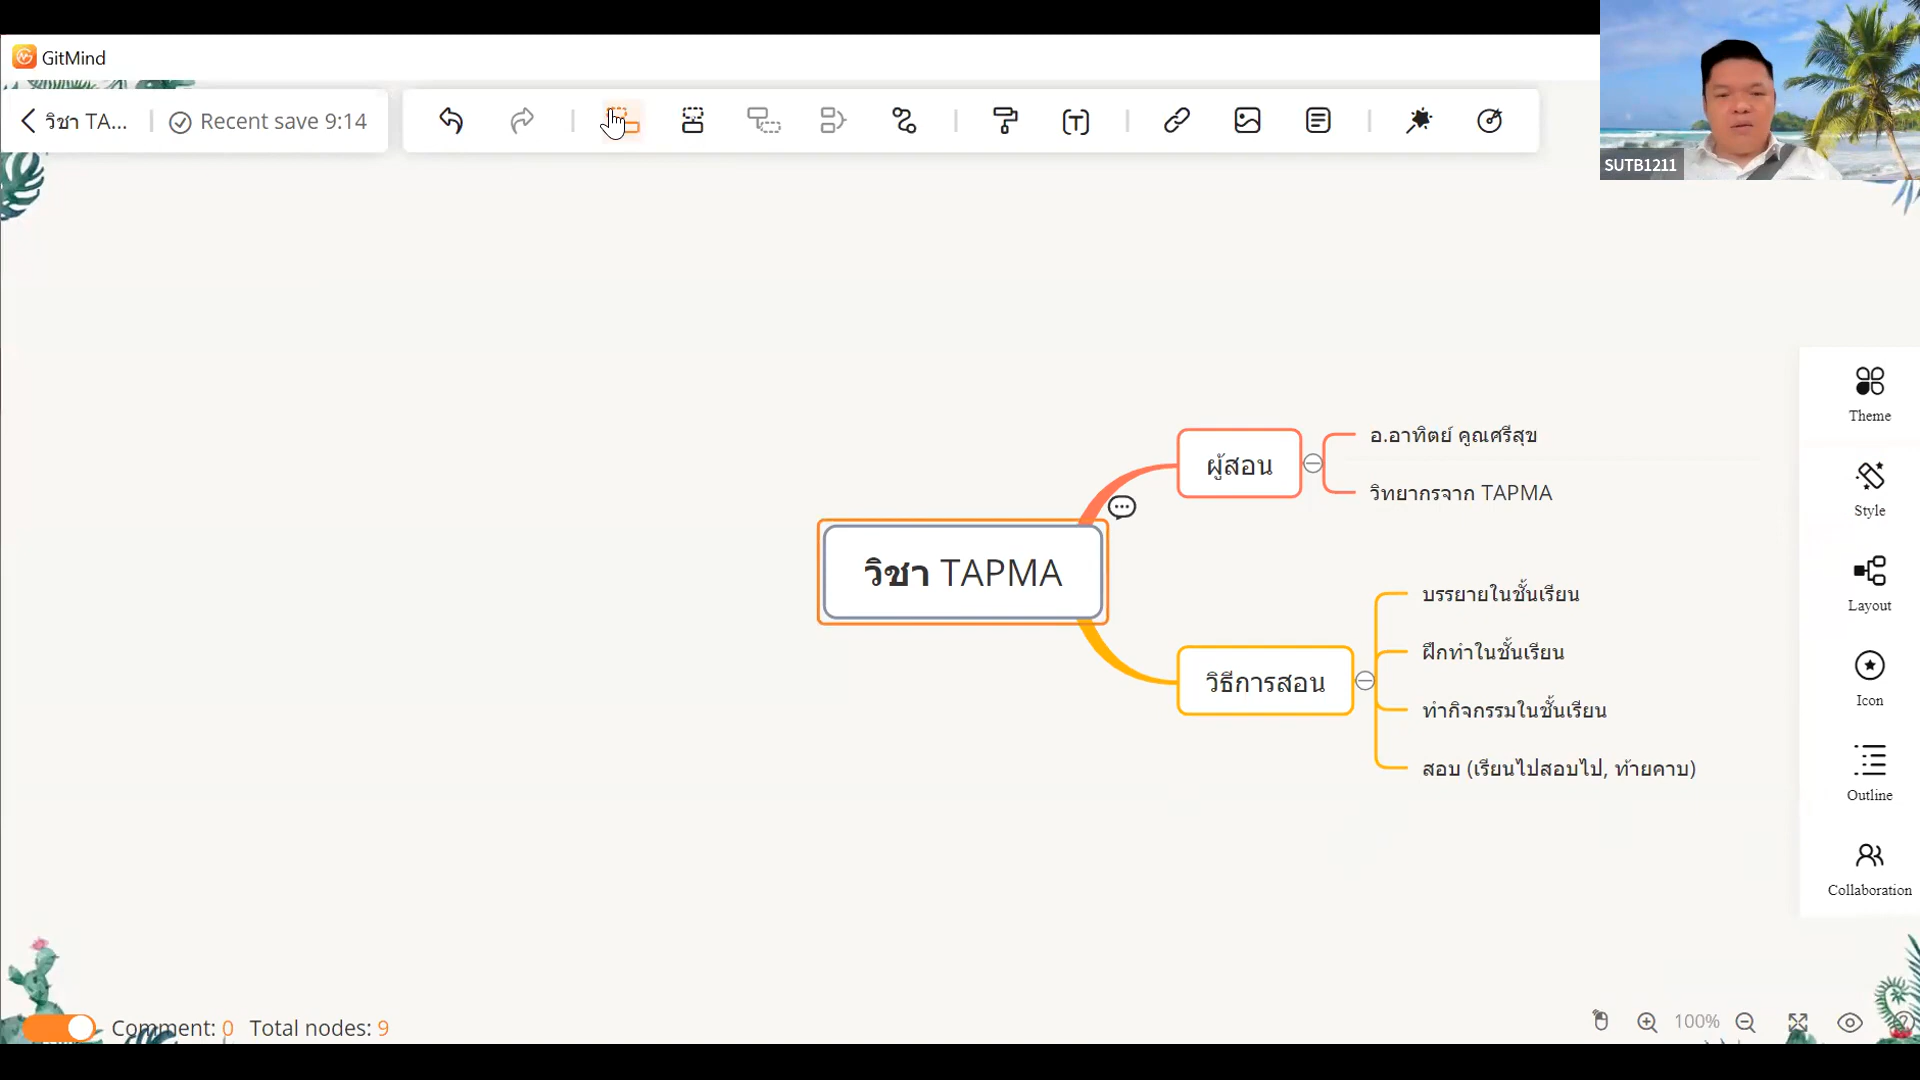 GitMind
วิชา TA...
Recent save 9:14
SUTB1211
ผู้สอน
อ.อาทิตย์ คูณศรีสุข
วิทยากรจาก TAPMA
วิชา TAPMA
วิธีการสอน
บรรยายในชั้นเรียน
ฝึกทำในชั้นเรียน
ทำกิจกรรมในชั้นเรียน
สอบ (เรียนไปสอบไป, ท้ายคาบ)
Theme
Style
Layout
Icon
Outline
Collaboration
Comment: 0 Total nodes: 9
100%